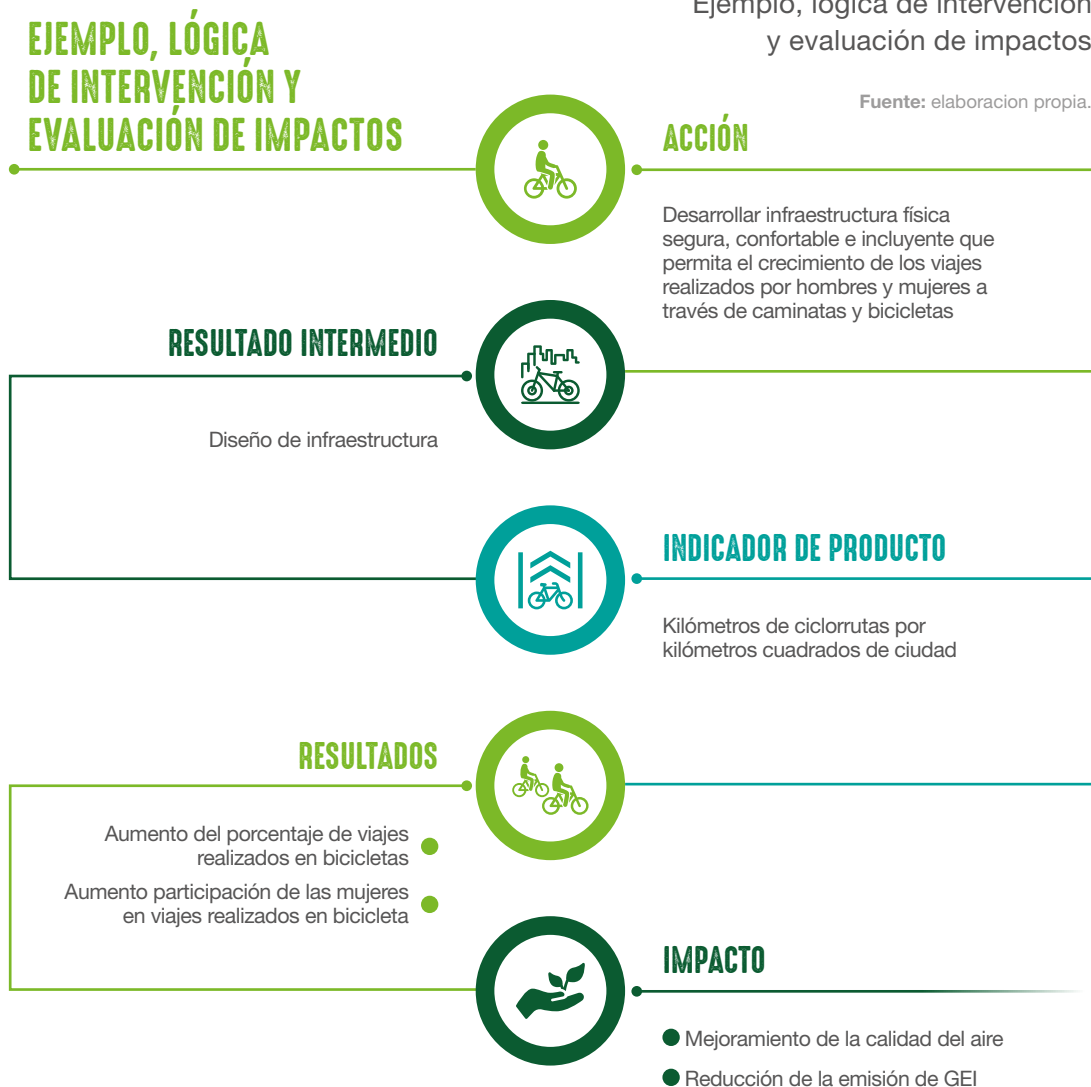 Ejemplo, lógica de intervención
y evaluación de impactos
Fuente: elaboracion propia.
EJEMPLO, LÓGICA
DE INTERVENCIÓN Y
EVALUACIÓN DE IMPACTOS
ACCIÓN
Desarrollar infraestructura física
segura, confortable e incluyente que
permita el crecimiento de los viajes
realizados por hombres y mujeres a
través de caminatas y bicicletas
RESULTADO INTERMEDIO
Diseño de infraestructura
INDICADOR DE PRODUCTO
Kilómetros de ciclorrutas por
kilómetros cuadrados de ciudad
RESULTADOS
Aumento del porcentaje de viajes
realizados en bicicletas
Aumento participación de las mujeres
en viajes realizados en bicicleta
IMPACTO
Mejoramiento de la calidad del aire
Reducción de la emisión de GEI